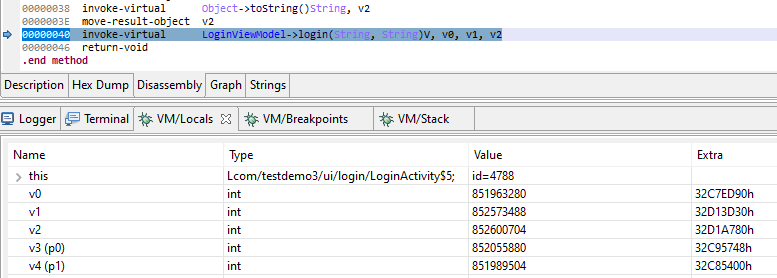 00000038 invoke-virtual Object->toString()String, v2
0000003E move-result-object v2
00000040 invoke-virtual LoginViewModel->login(String, String)V, v0, v1, v2
00000046 return-void
.end method
Description Hex Dump Disassembly Graph Strings
Logger Terminal VM/Locals VM/Breakpoints VM/Stack
Name Type Value Extra
this Lcom/testdemo3/ui/login/LoginActivity$5; id=4788
v0 int 851963280 32C7ED90h
v1 int 852573488 32D13D30h
v2 int 852600704 32D1A780h
v3 (p0) int 852055880 32C95748h
v4 (p1) int 851989504 32C85400h